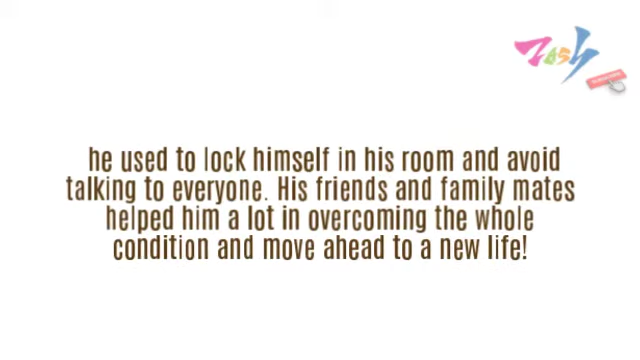 Tash
he used to lock himself in his room and avoid
talking to everyone. His friends and family mates
helped him a lot in overcoming the whole
condition and move ahead to a new life!